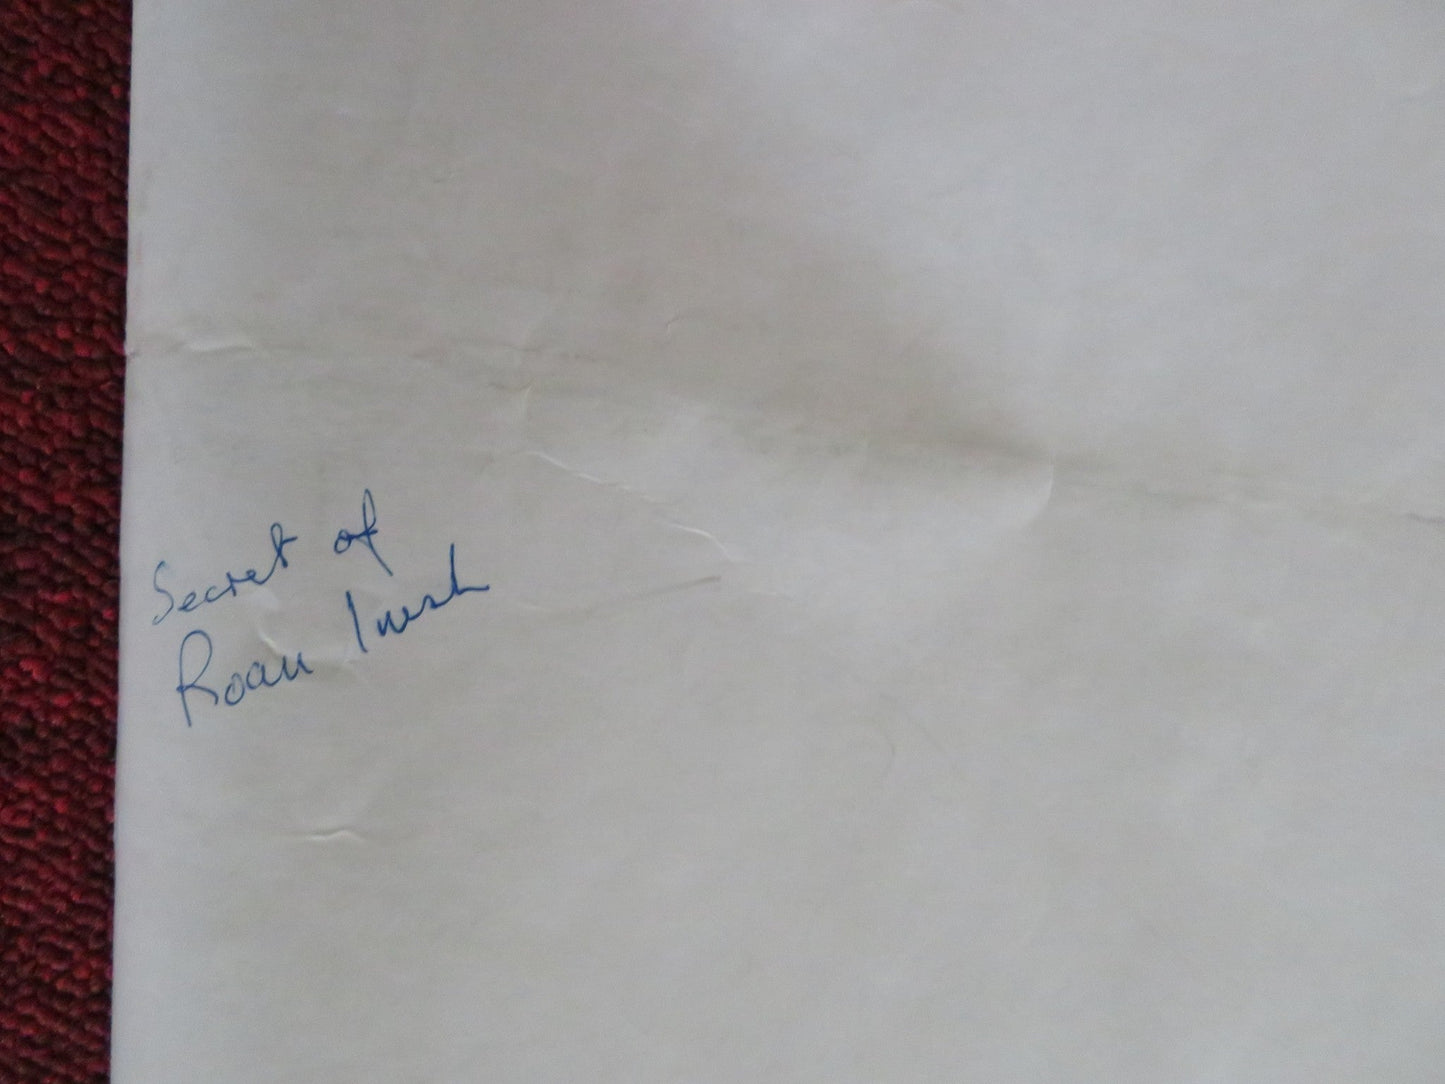 Secret of
Roan Inish